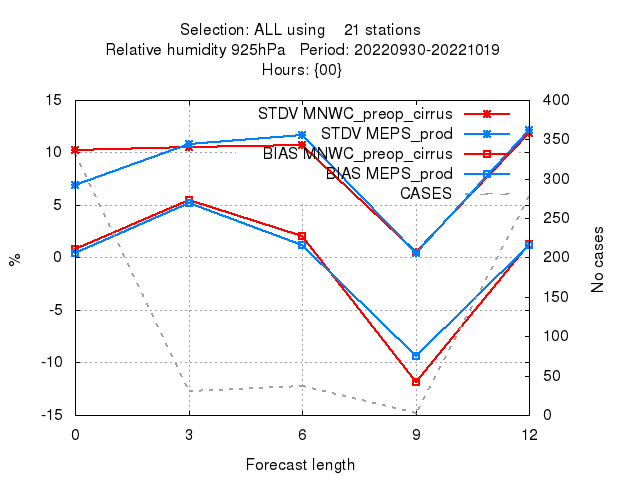 Selection: ALL using    21 stations
Relative humidity 925hPa   Period: 20220930-20221019
Hours: {00}
STDV MNWC_preop_cirrus
STDV MEPS_prod
BIAS MNWC_preop_cirrus
BIAS MEPS_prod
CASES
15
10
5
0
-5
-10
-15
%
400
350
300
250
200
150
100
50
0
No cases
0 3 6 9 12
Forecast length